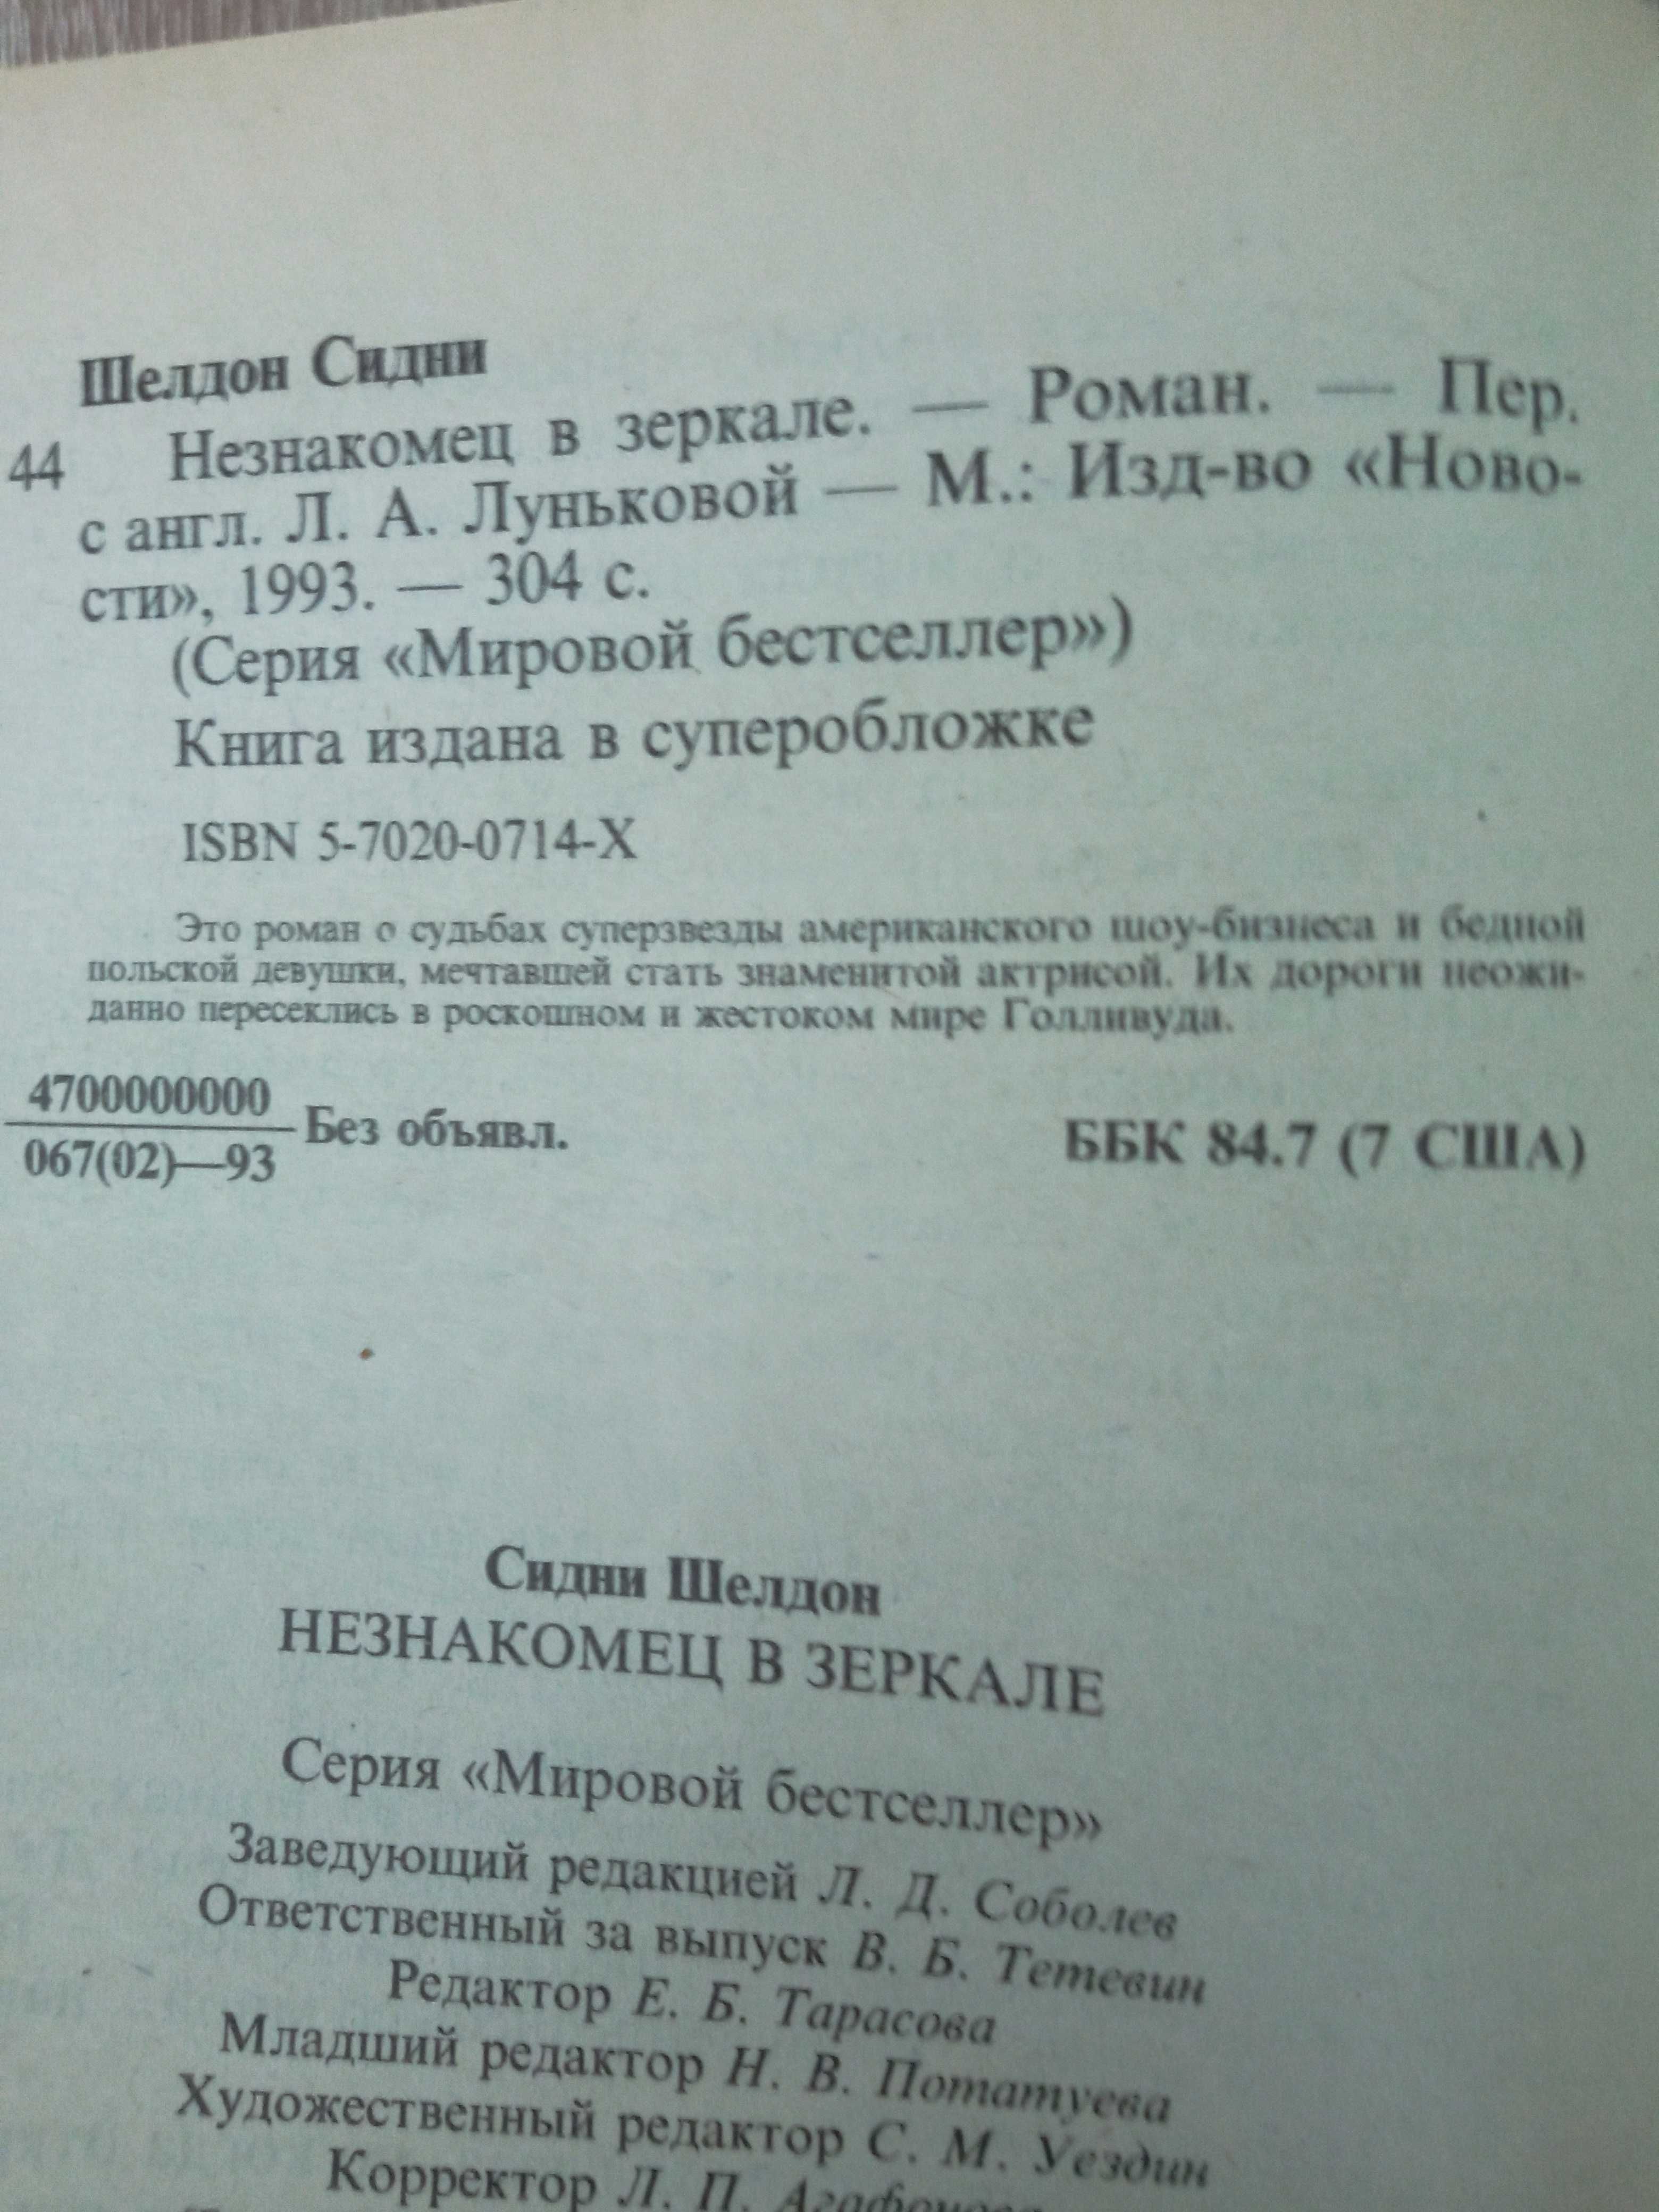 Шелдон Сидни
44 Незнакомец в зеркале. — Роман. — Пер.
с англ. Л. А. Луньковой — М.: Изд-во «Ново-
сти», 1993. — 304 с.
(Серия «Мировой бестселлер»)
Книга издана в суперобложке
ISBN 5-7020-0714-X
Это роман о судьбах суперзвезды американского шоу-бизнеса и бедной
польской девушки, мечтавшей стать знаменитой актрисой. Их дороги неожи-
данно пересеклись в роскошном и жестоком мире Голливуда.
4700000000
067(02)—93
Без объявл.
ББК 84.7 (7 США)
Сидни Шелдон
НЕЗНАКОМЕЦ В ЗЕРКАЛЕ
Серия «Мировой бестселлер»
Заведующий редакцией Л. Д. Соболев
Ответственный за выпуск В. Б. Тетевин
Редактор Е. Б. Тарасова
Младший редактор Н. В. Потатуева
Художественный редактор С. М. Уездин
Корректор Л. П.